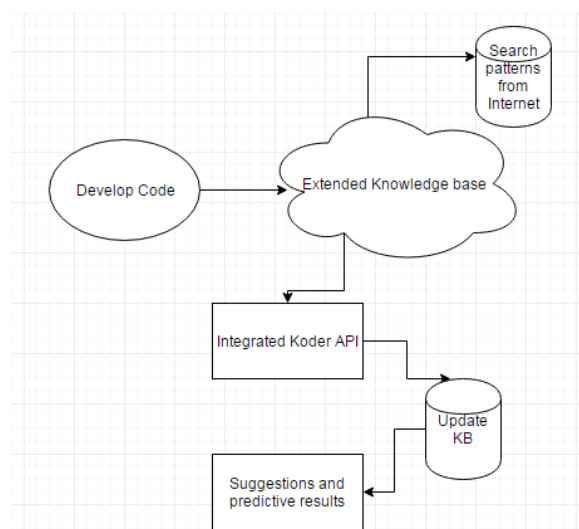 Search
patterns
from
Internet
Develop Code
Extended Knowledge base
Integrated Koder API
Update
KB
Suggestions and
predictive results